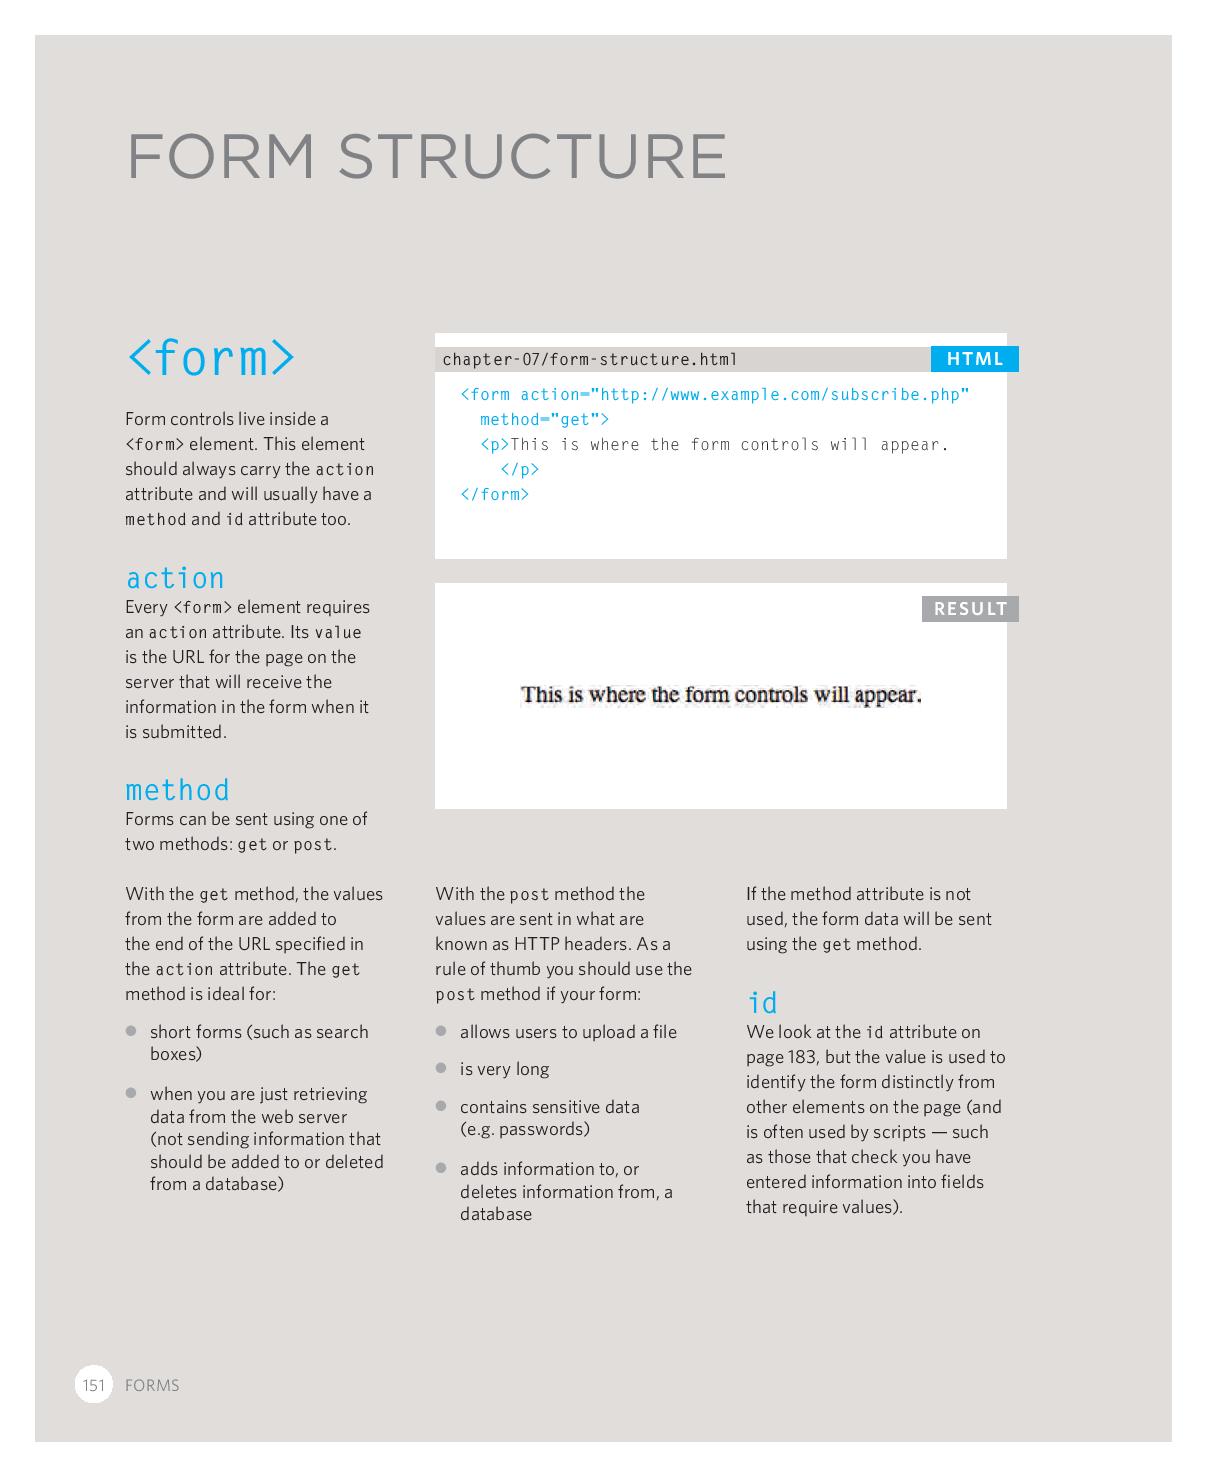 FORM STRUCTURE
<form>
Form controls live inside a
<form> element. This element
should always carry the action
attribute and will usually have a
method and id attribute too.
action
Every <form> element requires
an action attribute. Its value
is the URL for the page on the
server that will receive the
information in the form when it
is submitted.
method
Forms can be sent using one of
two methods: get or post.
With the get method, the values
from the form are added to
the end of the URL specified in
the action attribute. The get
method is ideal for:
short forms (such as search
boxes)
when you are just retrieving
data from the web server
(not sending information that
should be added to or deleted
from a database)
chapter-07/form-structure.html
HTML
<form action="http://www.example.com/subscribe.php"
method="get">
<p>This is where the form controls will appear.
</p>
</form>
RESULT
This is where the form controls will appear.
With the post method the
values are sent in what are
known as HTTP headers. As a
rule of thumb you should use the
post method if your form:
allows users to upload a file
is very long
contains sensitive data
(e.g. passwords)
adds information to, or
deletes information from, a
database
If the method attribute is not
used, the form data will be sent
using the get method.
id
We look at the id attribute on
page 183, but the value is used to
identify the form distinctly from
other elements on the page (and
is often used by scripts — such
as those that check you have
entered information into fields
that require values).
151 FORMS